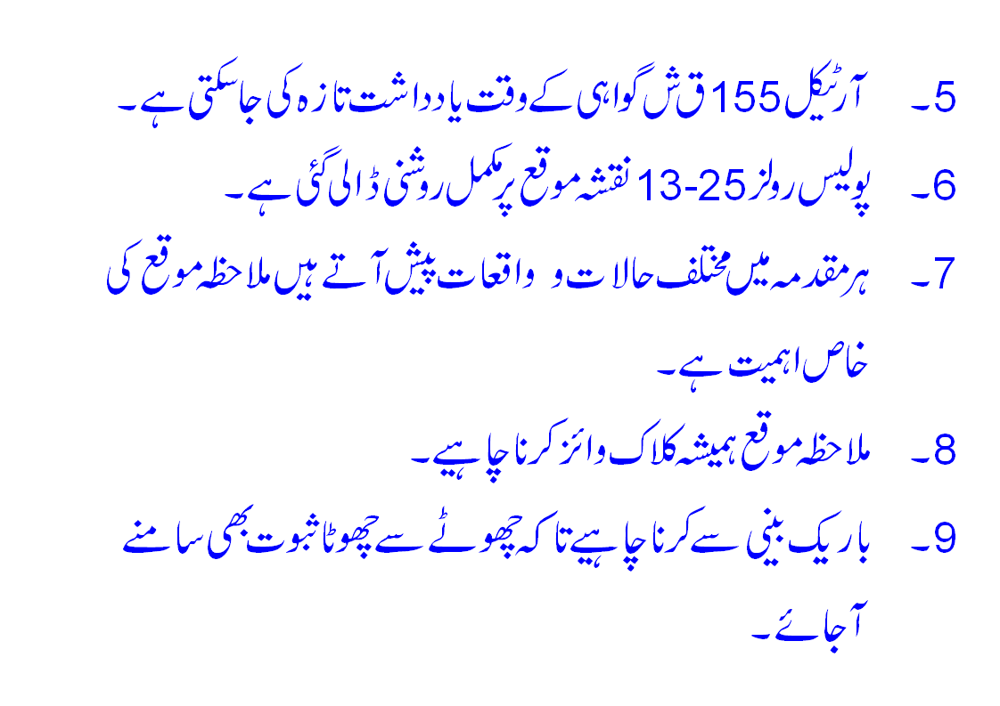 5۔ آرٹیکل 155 ق ش گواہی کے وقت یادداشت تازہ کی جاسکتی ہے۔
6۔ پولیس رولز 25-13 نقشہ موقع پر مکمل روشنی ڈالی گئی ہے۔
7۔ ہر مقدمہ میں مختلف حالات و واقعات پیش آتے ہیں ملاحظہ موقع کی
خاص اہمیت ہے۔
8۔ ملاحظہ موقع ہمیشہ کلاک وائز کرنا چاہیے۔
9۔ باریک بینی سے کرنا چاہیے تاکہ چھوٹے سے چھوٹا ثبوت بھی سامنے
آجائے۔